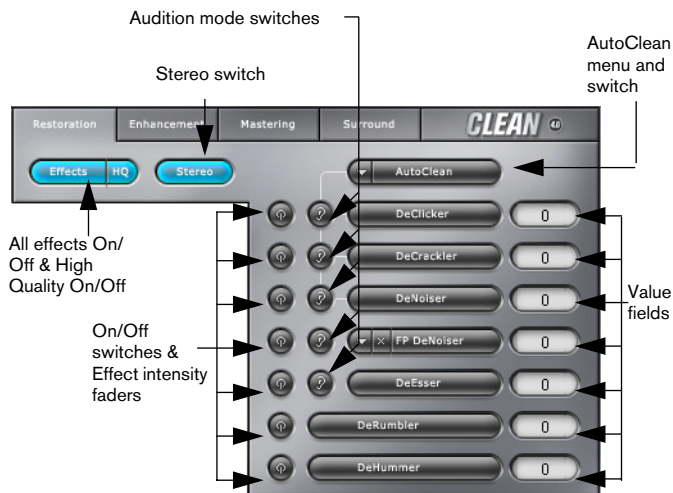 Audition mode switches
AutoClean
menu and
switch
Stereo switch
Restoration
Enhancement
Mastering
Surround
CLEAN 4.0
Effects
HQ
Stereo
AutoClean
DeClicker
0
DeCrackler
0
DeNoiser
0
FP DeNoiser
0
DeEsser
0
DeRumbler
0
DeHummer
0
All effects On/
Off & High
Quality On/Off
Value
fields
On/Off
switches &
Effect intensity
faders